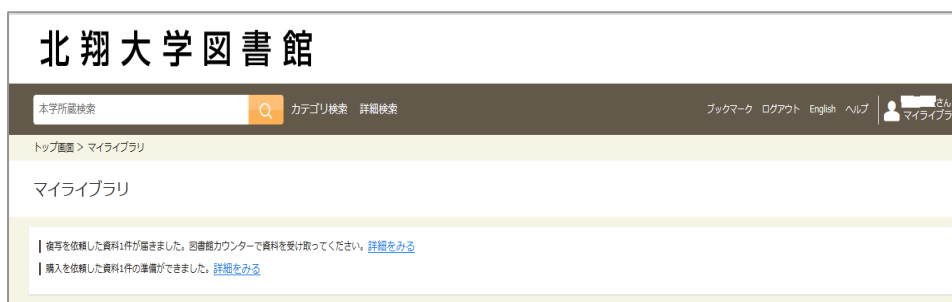 北翔大学図書館
本学所蔵検索 カテゴリ検索 詳細検索 ブックマーク ログアウト English ヘルプ さん
マイライブラ
トップ画面 > マイライブラリ
マイライブラリ
複写を依頼した資料1件が届きました。図書館カウンターで資料を受け取ってください。詳細をみる
購入を依頼した資料1件の準備ができました。詳細をみる